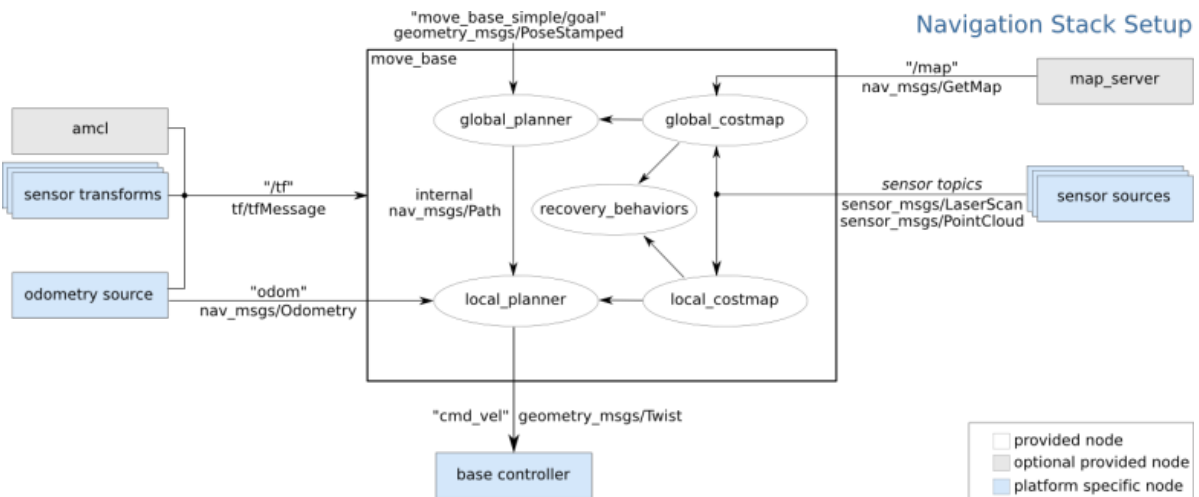 "move_base_simple/goal"
geometry_msgs/PoseStamped
Navigation Stack Setup
move_base
"/map"
nav_msgs/GetMap
map_server
amcl
global_planner
global_costmap
sensor transforms
"/tf"
tf/tfMessage
internal
nav_msgs/Path
recovery_behaviors
sensor topics
sensor_msgs/LaserScan
sensor_msgs/PointCloud
sensor sources
odometry source
"odom"
nav_msgs/Odometry
local_planner
local_costmap
"cmd_vel" geometry_msgs/Twist
base controller
provided node
optional provided node
platform specific node